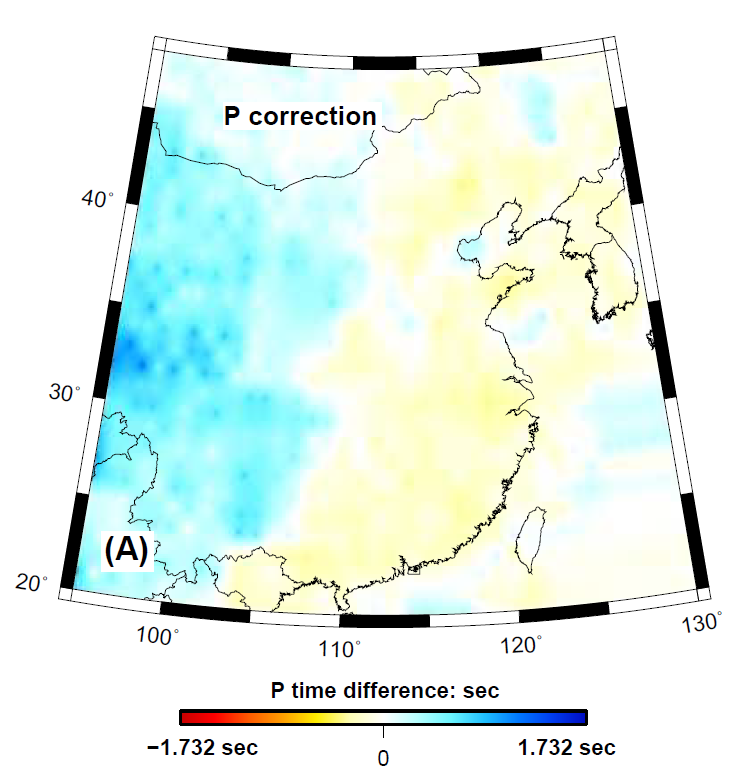 P correction
40°
30°
(A)
20°
100°
110°
120°
130°
P time difference: sec
−1.732 sec
1.732 sec
0